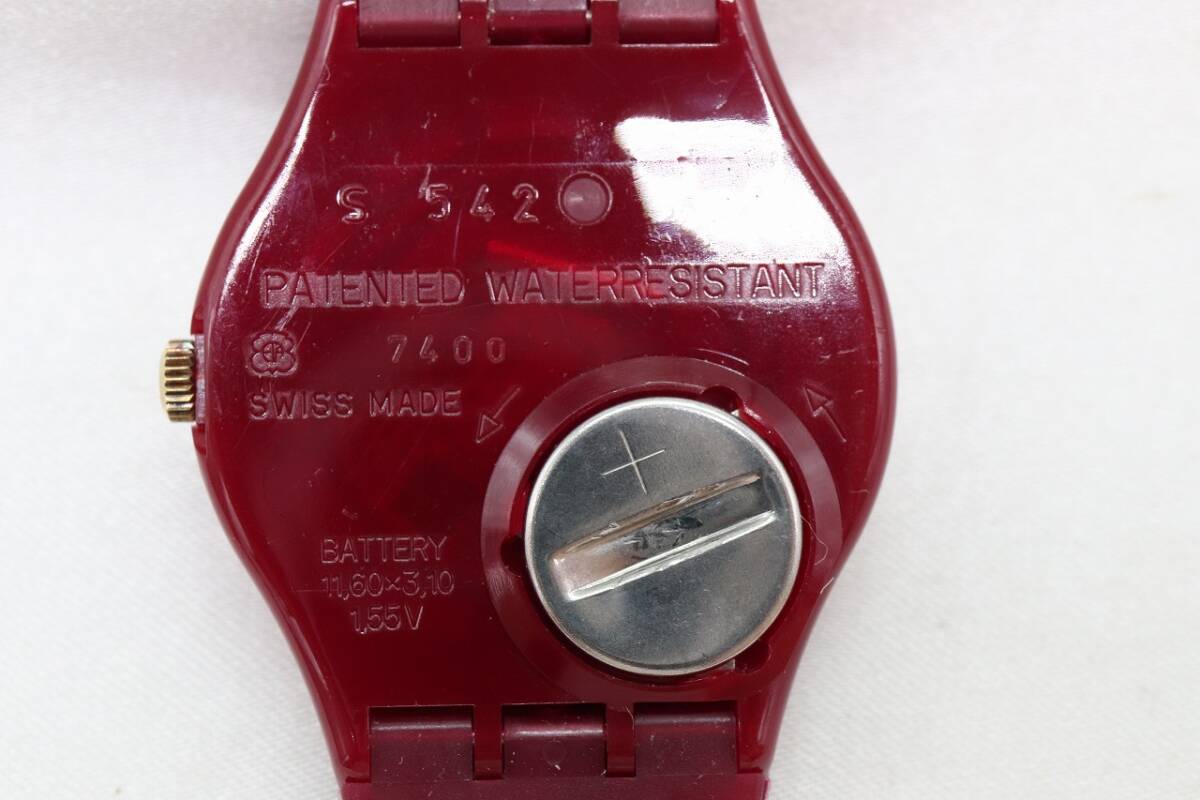 S 542
PATENTED WATERRESISTANT
7400
SWISS MADE
+
BATTERY
11,60×3,10
1,55V